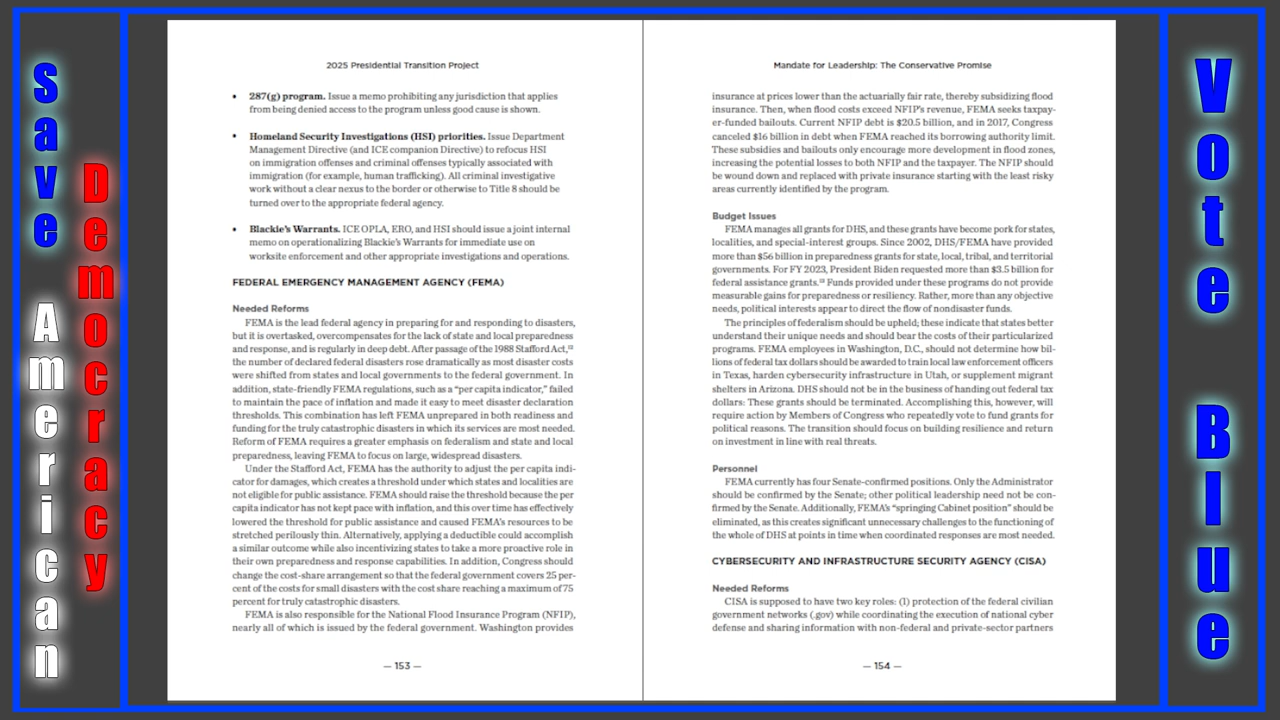 Save
American
Democracy
2025 Presidential Transition Project
• 287(g) program. Issue a memo prohibiting any jurisdiction that applies
from being denied access to the program unless good cause is shown.
• Homeland Security Investigations (HSI) priorities. Issue Department
Management Directive (and ICE companion Directive) to refocus HSI
on immigration offenses and criminal offenses typically associated with
immigration (for example, human trafficking). All criminal investigative
work without a clear nexus to the border or otherwise to Title 8 should be
turned over to the appropriate federal agency.
• Blackie's Warrants. ICE OPLA, ERO, and HSI should issue a joint internal
memo on operationalizing Blackie's Warrants for immediate use on
worksite enforcement and other appropriate investigations and operations.
FEDERAL EMERGENCY MANAGEMENT AGENCY (FEMA)
Needed Reforms
FEMA is the lead federal agency in preparing for and responding to disasters,
but it is overtasked, overcompensates for the lack of state and local preparedness
and response, and is regularly in deep debt. After passage of the 1988 Stafford Act,12
the number of declared federal disasters rose dramatically as most disaster costs
were shifted from states and local governments to the federal government. In
addition, state-friendly FEMA regulations, such as a "per capita indicator," failed
to maintain the pace of inflation and made it easy to meet disaster declaration
thresholds. This combination has left FEMA unprepared in both readiness and
funding for the truly catastrophic disasters in which its services are most needed.
Reform of FEMA requires a greater emphasis on federalism and state and local
preparedness, leaving FEMA to focus on large, widespread disasters.
Under the Stafford Act, FEMA has the authority to adjust the per capita indi-
cator for damages, which creates a threshold under which states and localities are
not eligible for public assistance. FEMA should raise the threshold because the per
capita indicator has not kept pace with inflation, and this over time has effectively
lowered the threshold for public assistance and caused FEMA's resources to be
stretched perilously thin. Alternatively, applying a deductible could accomplish
a similar outcome while also incentivizing states to take a more proactive role in
their own preparedness and response capabilities. In addition, Congress should
change the cost-share arrangement so that the federal government covers 25 per-
cent of the costs for small disasters with the cost share reaching a maximum of 75
percent for truly catastrophic disasters.
FEMA is also responsible for the National Flood Insurance Program (NFIP),
nearly all of which is issued by the federal government. Washington provides
— 153 —
Mandate for Leadership: The Conservative Promise
insurance at prices lower than the actuarially fair rate, thereby subsidizing flood
insurance. Then, when flood costs exceed NFIP's revenue, FEMA seeks taxpay-
er-funded bailouts. Current NFIP debt is $20.5 billion, and in 2017, Congress
canceled $16 billion in debt when FEMA reached its borrowing authority limit.
These subsidies and bailouts only encourage more development in flood zones,
increasing the potential losses to both NFIP and the taxpayer. The NFIP should
be wound down and replaced with private insurance starting with the least risky
areas currently identified by the program.
Budget Issues
FEMA manages all grants for DHS, and these grants have become pork for states,
localities, and special-interest groups. Since 2002, DHS/FEMA have provided
more than $56 billion in preparedness grants for state, local, tribal, and territorial
governments. For FY 2023, President Biden requested more than $3.5 billion for
federal assistance grants.13 Funds provided under these programs do not provide
measurable gains for preparedness or resiliency. Rather, more than any objective
needs, political interests appear to direct the flow of nondisaster funds.
The principles of federalism should be upheld; these indicate that states better
understand their unique needs and should bear the costs of their particularized
programs. FEMA employees in Washington, D.C., should not determine how bil-
lions of federal tax dollars should be awarded to train local law enforcement officers
in Texas, harden cybersecurity infrastructure in Utah, or supplement migrant
shelters in Arizona. DHS should not be in the business of handing out federal tax
dollars: These grants should be terminated. Accomplishing this, however, will
require action by Members of Congress who repeatedly vote to fund grants for
political reasons. The transition should focus on building resilience and return
on investment in line with real threats.
Personnel
FEMA currently has four Senate-confirmed positions. Only the Administrator
should be confirmed by the Senate; other political leadership need not be con-
firmed by the Senate. Additionally, FEMA's "springing Cabinet position" should be
eliminated, as this creates significant unnecessary challenges to the functioning of
the whole of DHS at points in time when coordinated responses are most needed.
CYBERSECURITY AND INFRASTRUCTURE SECURITY AGENCY (CISA)
Needed Reforms
CISA is supposed to have two key roles: (1) protection of the federal civilian
government networks (.gov) while coordinating the execution of national cyber
defense and sharing information with non-federal and private-sector partners
— 154 —
Vote
Blue